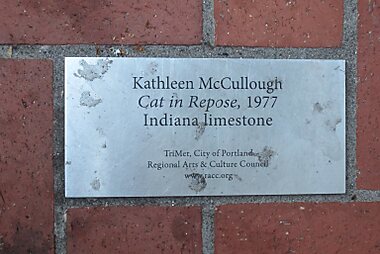 Kathleen McCullough
Cat in Repose, 1977
Indiana limestone
TriMet, City of Portland
Regional Arts & Culture Council
www.racc.org